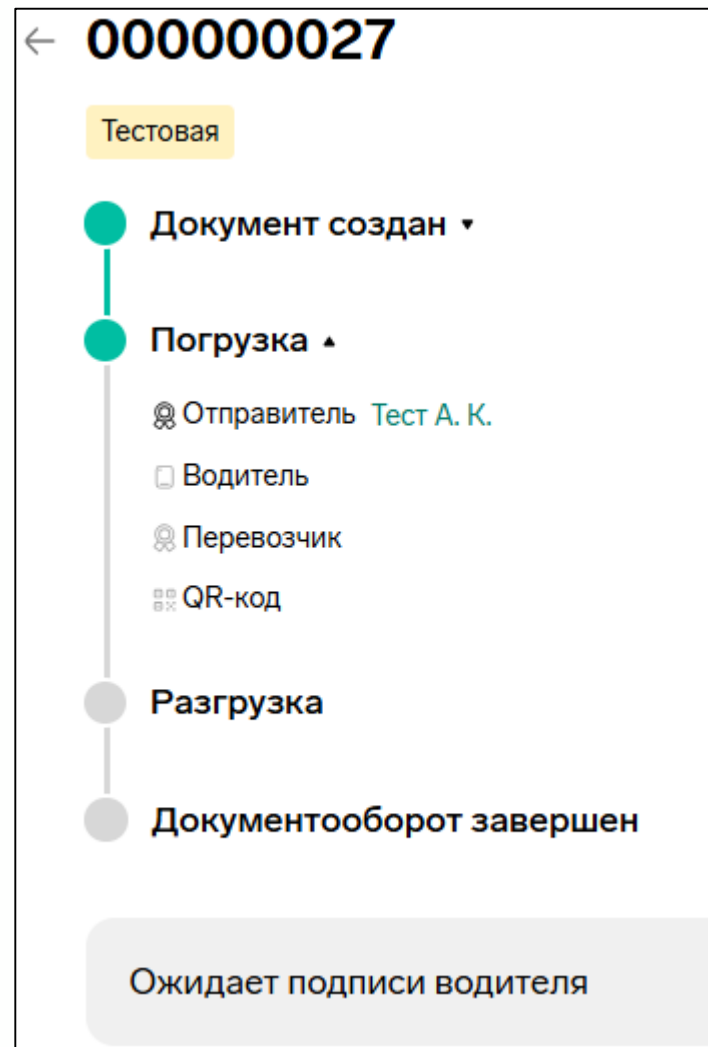 000000027
Тестовая
Документ создан
Погрузка
Отправитель Тест А. К.
Водитель
Перевозчик
QR-код
Разгрузка
Документооборот завершен
Ожидает подписи водителя